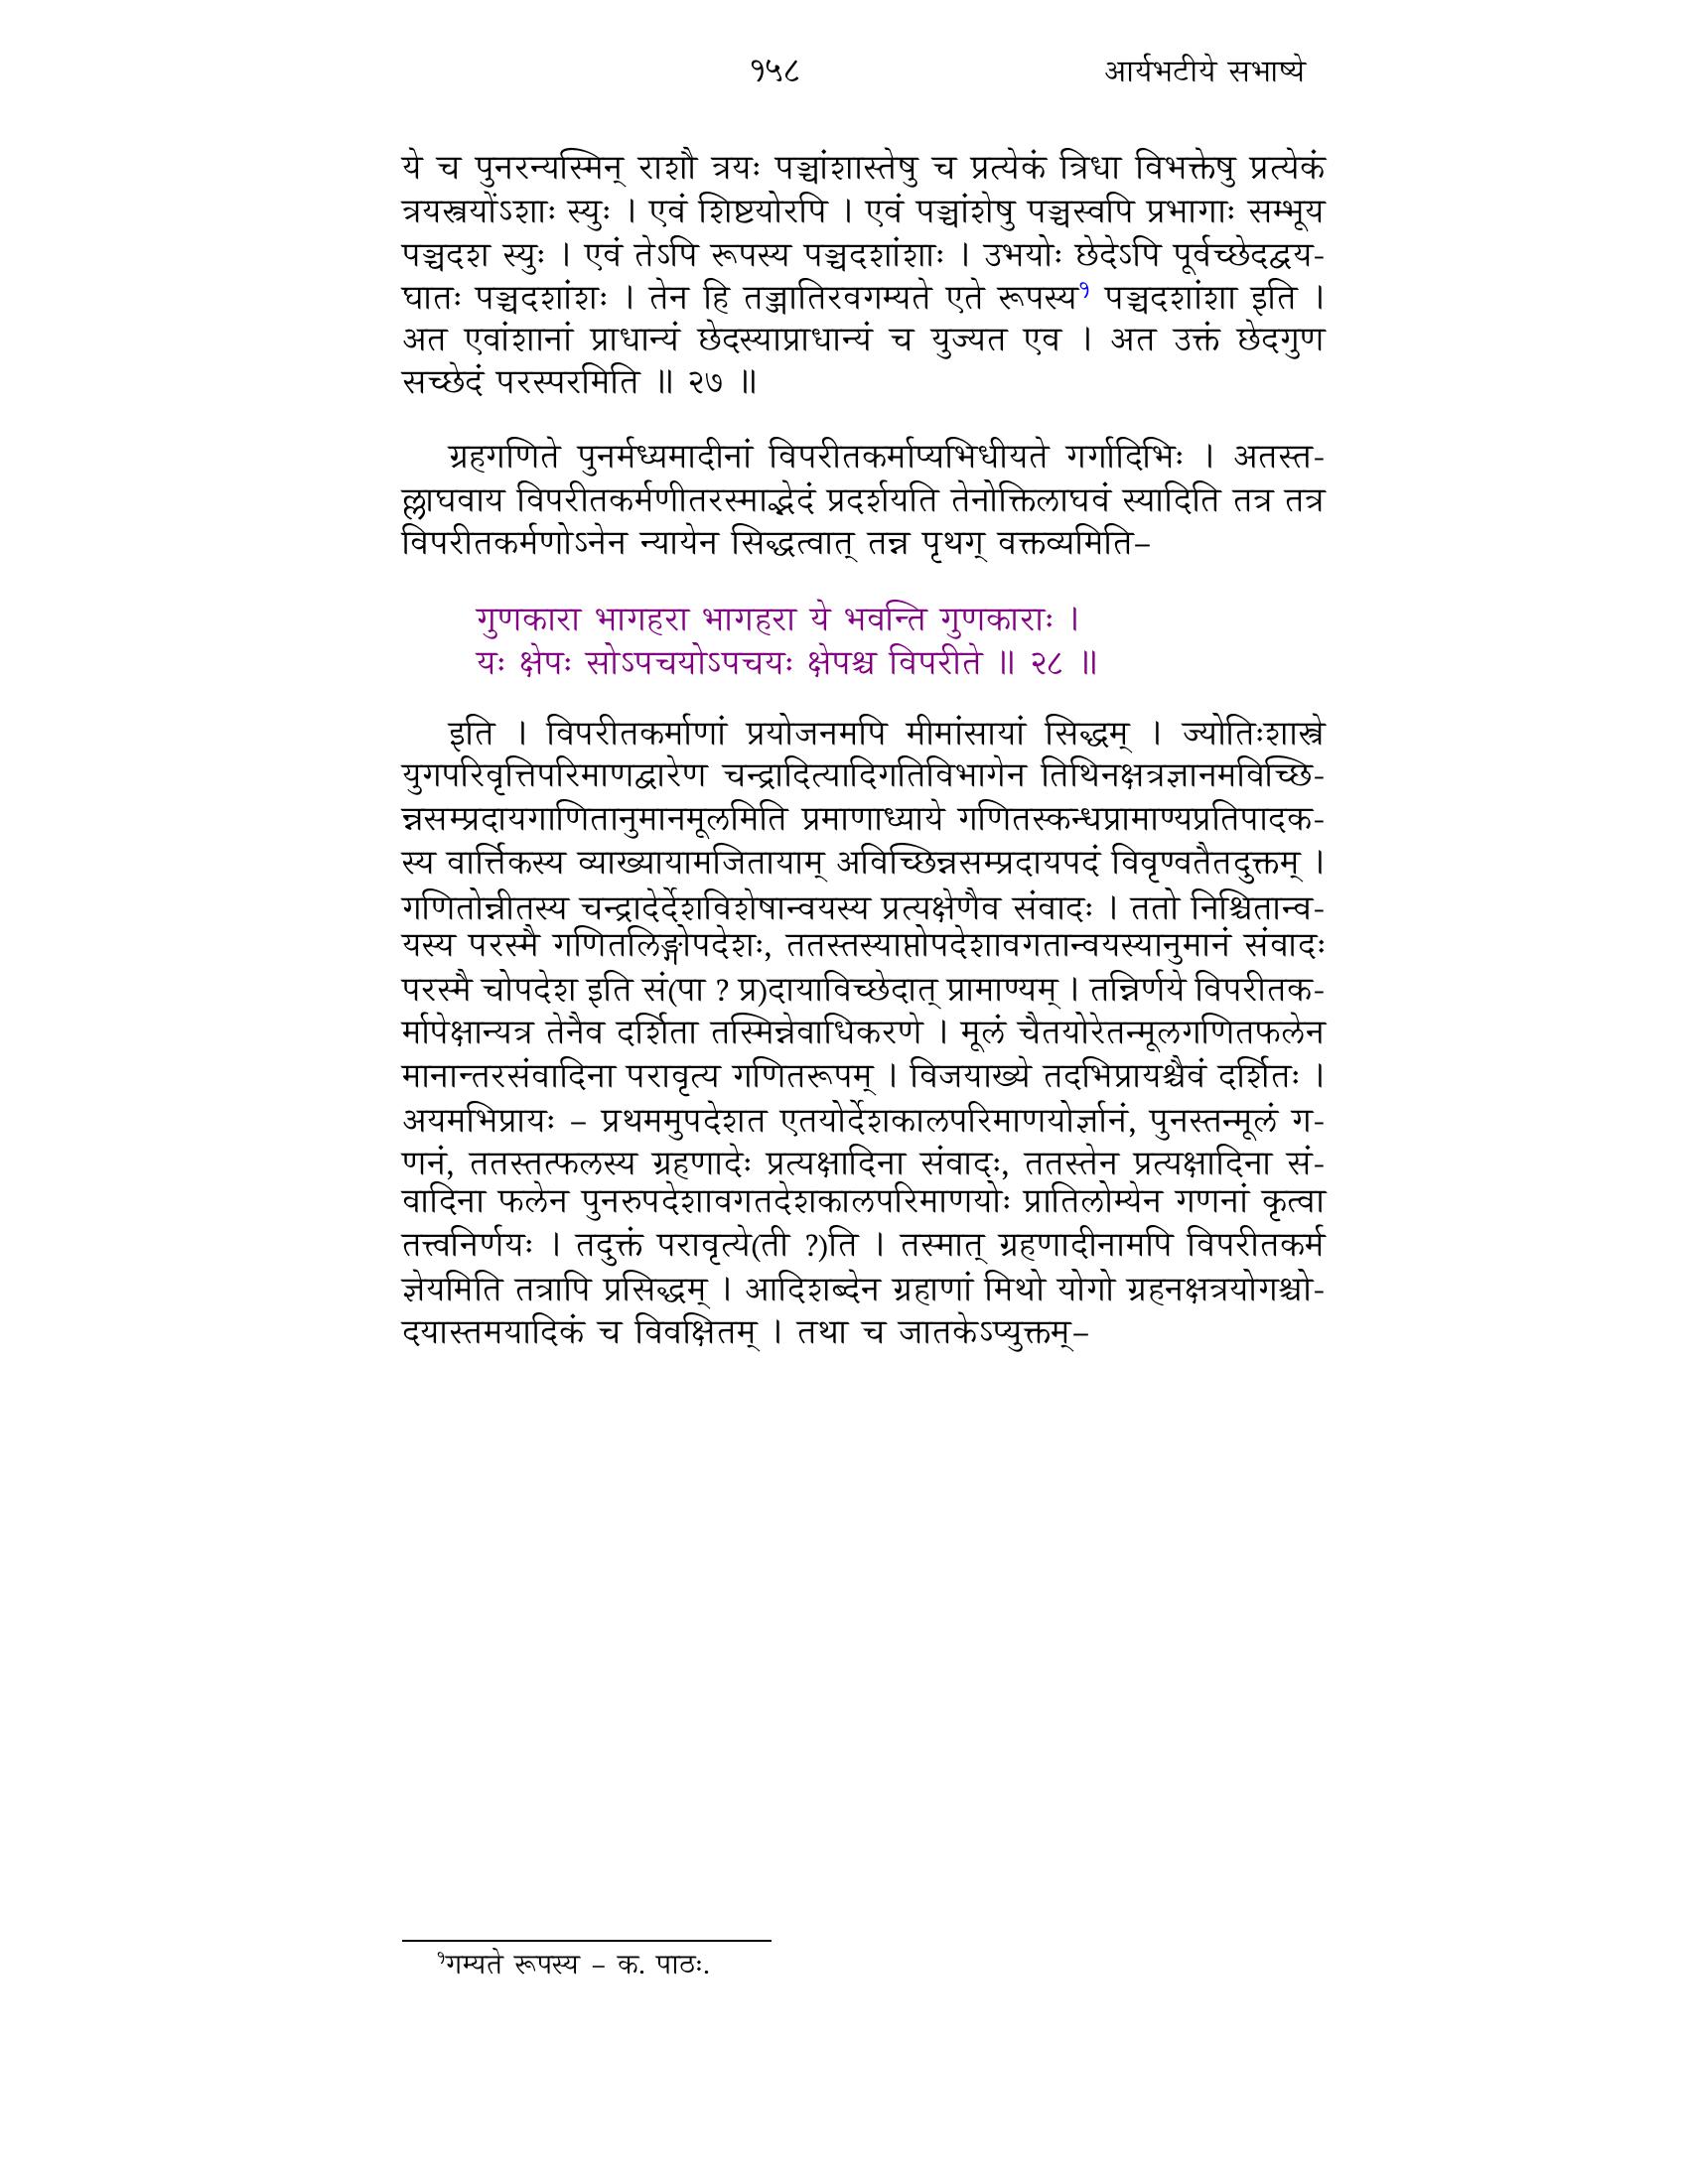 १५८ आर्यभटीये सभाष्ये
ये च पुनरन्यस्मिन् राशौ त्रयः पञ्चांशास्तेषु च प्रत्येकं त्रिधा विभक्तेषु प्रत्येकं
त्रयस्त्रयोंऽशाः स्युः । एवं शिष्टयोरपि । एवं पञ्चांशेषु पञ्चस्वपि प्रभागाः सम्भूय
पञ्चदश स्युः । एवं तेऽपि रूपस्य पञ्चदशांशाः । उभयोः छेदेऽपि पूर्वच्छेदद्वय-
घातः पञ्चदशांशः । तेन हि तज्जातिरवगम्यते एते रूपस्य१ पञ्चदशांशा इति ।
अत एवांशानां प्राधान्यं छेदस्याप्राधान्यं च युज्यत एव । अत उक्तं छेदगुण
सच्छेदं परस्परमिति ॥ २७ ॥
ग्रहगणिते पुनर्मध्यमादीनां विपरीतकर्माप्यभिधीयते गर्गादिभिः । अतस्त-
ल्लाघवाय विपरीतकर्मणीतरस्माद्भेदं प्रदर्शयति तेनोक्तिलाघवं स्यादिति तत्र तत्र
विपरीतकर्मणोऽनेन न्यायेन सिद्धत्वात् तन्न पृथग् वक्तव्यमिति–
गुणकारा भागहरा भागहरा ये भवन्ति गुणकाराः ।
यः क्षेपः सोऽपचयोऽपचयः क्षेपश्च विपरीते ॥ २८ ॥
इति । विपरीतकर्माणां प्रयोजनमपि मीमांसायां सिद्धम् । ज्योतिःशास्त्रे
युगपरिवृत्तिपरिमाणद्वारेण चन्द्रादित्यादिगतिविभागेन तिथिनक्षत्रज्ञानमविच्छि-
न्नसम्प्रदायगाणितानुमानमूलमिति प्रमाणाध्याये गणितस्कन्धप्रामाण्यप्रतिपादक-
स्य वार्त्तिकस्य व्याख्यायामजितायाम् अविच्छिन्नसम्प्रदायपदं विवृण्वतैतदुक्तम् ।
गणितोन्नीतस्य चन्द्रादेर्देशविशेषान्वयस्य प्रत्यक्षेणैव संवादः । ततो निश्चितान्व-
यस्य परस्मै गणितलिङ्गोपदेशः, ततस्तस्याप्तोपदेशावगतान्वयस्यानुमानं संवादः
परस्मै चोपदेश इति सं(पा ? प्र)दायाविच्छेदात् प्रामाण्यम् । तन्निर्णये विपरीतक-
र्मापेक्षान्यत्र तेनैव दर्शिता तस्मिन्नेवाधिकरणे । मूलं चैतयोरेतन्मूलगणितफलेन
मानान्तरसंवादिना परावृत्य गणितरूपम् । विजयाख्ये तदभिप्रायश्चैवं दर्शितः ।
अयमभिप्रायः – प्रथममुपदेशत एतयोर्देशकालपरिमाणयोर्ज्ञानं, पुनस्तन्मूलं ग-
णनं, ततस्तत्फलस्य ग्रहणादेः प्रत्यक्षादिना संवादः, ततस्तेन प्रत्यक्षादिना सं-
वादिना फलेन पुनरुपदेशावगतदेशकालपरिमाणयोः प्रातिलोम्येन गणनां कृत्वा
तत्त्वनिर्णयः । तदुक्तं परावृत्ये(ती ?)ति । तस्मात् ग्रहणादीनामपि विपरीतकर्म
ज्ञेयमिति तत्रापि प्रसिद्धम् । आदिशब्देन ग्रहाणां मिथो योगो ग्रहनक्षत्रयोगश्चो-
दयास्तमयादिकं च विवक्षितम् । तथा च जातकेऽप्युक्तम्–
१गम्यते रूपस्य – क. पाठः.